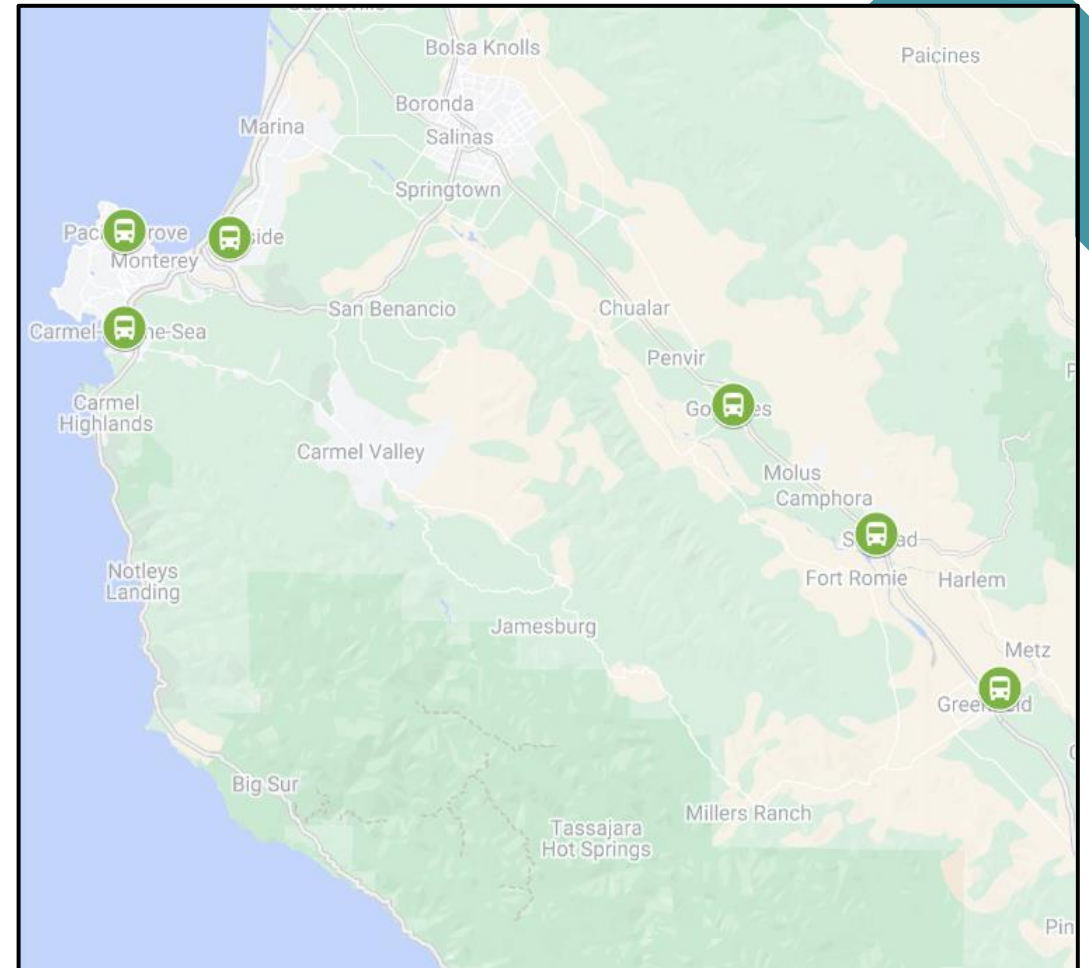 Bolsa Knolls
Paicines
Boronda
Marina
Salinas
Springtown
Monterey
San Benancio
Chualar
Penvir
Carmel
Highlands
Carmel Valley
Molus
Camphora
Notleys
Landing
Fort Romie
Harlem
Jamesburg
Metz
Big Sur
Millers Ranch
Tassajara
Hot Springs